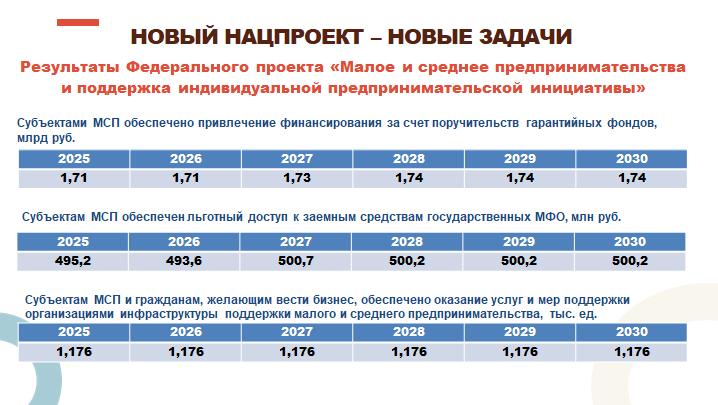 НОВЫЙ НАЦПРОЕКТ – НОВЫЕ ЗАДАЧИ
Результаты Федерального проекта «Малое и среднее предпринимательства
и поддержка индивидуальной предпринимательской инициативы»
Субъектами МСП обеспечено привлечение финансирования за счет поручительств гарантийных фондов,
млрд руб.
2025 2026 2027 2028 2029 2030
1,71 1,71 1,73 1,74 1,74 1,74
Субъектам МСП обеспечен льготный доступ к заемным средствам государственных МФО, млн руб.
2025 2026 2027 2028 2029 2030
495,2 493,6 500,7 500,2 500,2 500,2
Субъектам МСП и гражданам, желающим вести бизнес, обеспечено оказание услуг и мер поддержки
организациями инфраструктуры поддержки малого и среднего предпринимательства, тыс. ед.
2025 2026 2027 2028 2029 2030
1,176 1,176 1,176 1,176 1,176 1,176